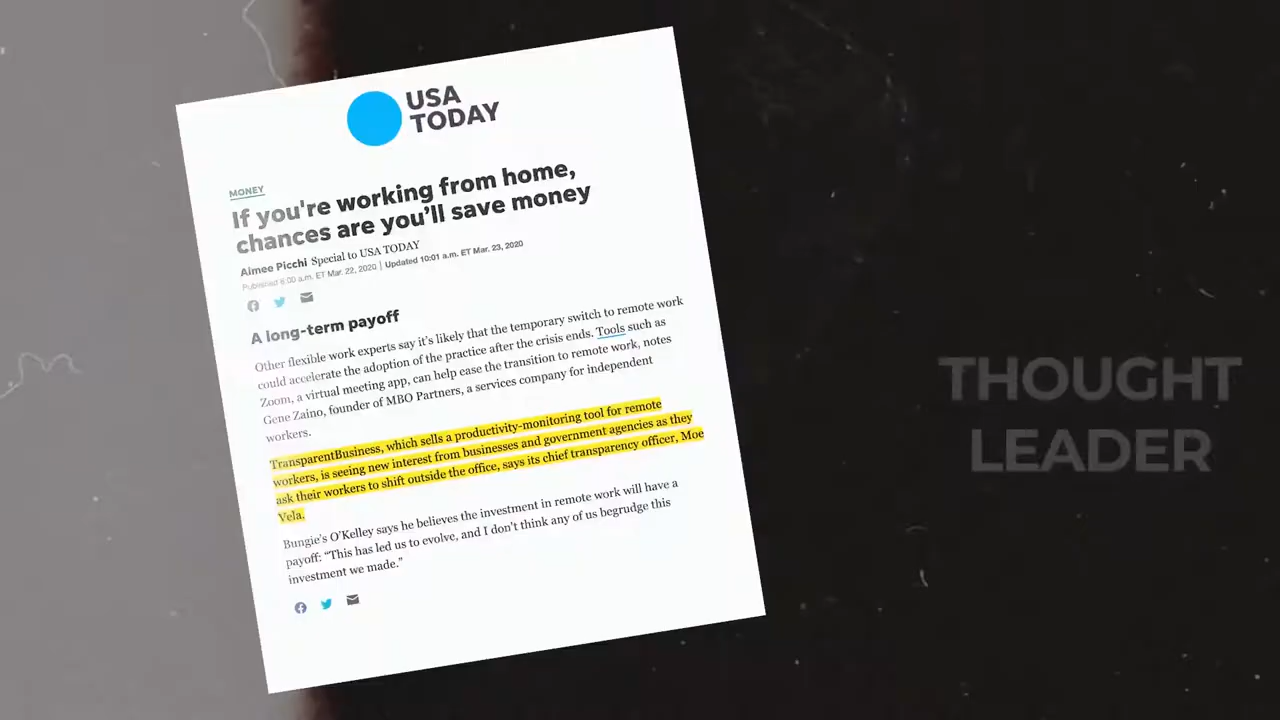 USA
TODAY
MONEY
If you're working from home,
chances are you’ll save money
Aimee Picchi Special to USA TODAY
Published 8:00 a.m. ET Mar. 22, 2020 | Updated 10:01 a.m. ET Mar. 23, 2020
A long-term payoff
Other flexible work experts say it’s likely that the temporary switch to remote work
could accelerate the adoption of the practice after the crisis ends. Tools such as
Zoom, a virtual meeting app, can help ease the transition to remote work, notes
Gene Zaino, founder of MBO Partners, a services company for independent
workers.
TransparentBusiness, which sells a productivity-monitoring tool for remote
workers, is seeing new interest from businesses and government agencies as they
ask their workers to shift outside the office, says its chief transparency officer, Moe
Vela.
Bungie’s O’Kelley says he believes the investment in remote work will have a
payoff: “This has led us to evolve, and I don’t think any of us begrudge this
investment we made.”
THOUGHT
LEADER